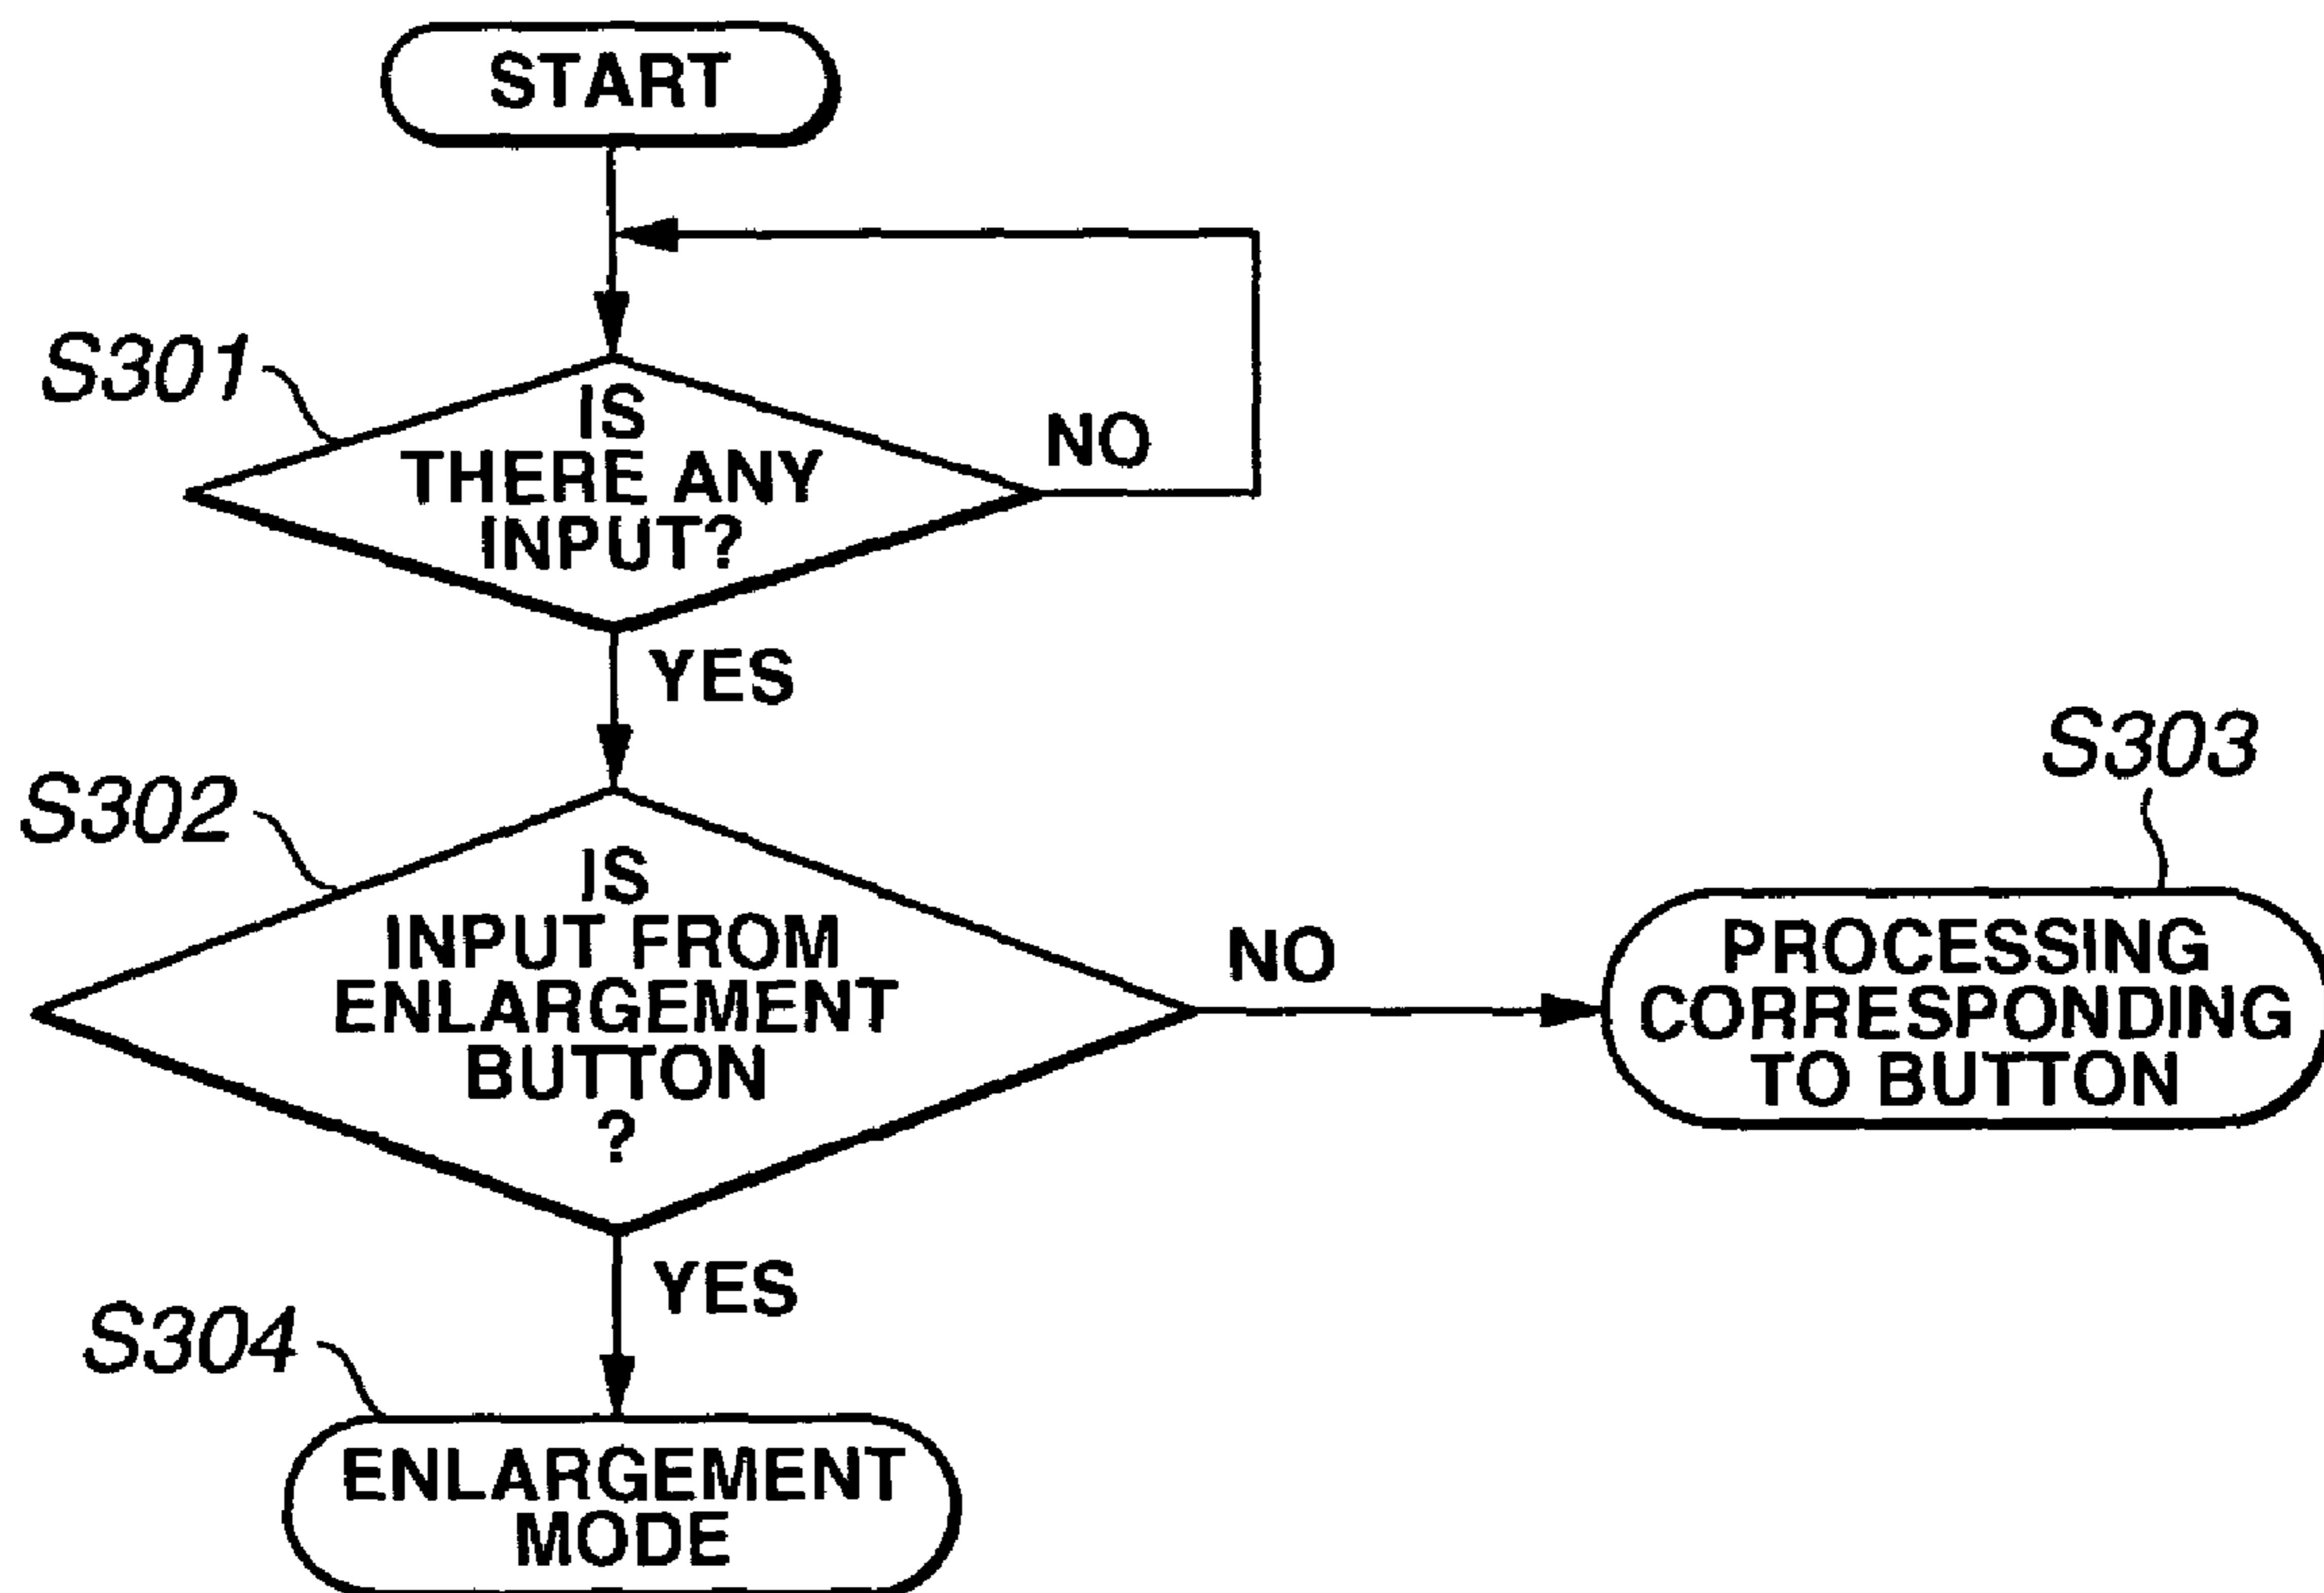 START
S301
IS
THERE ANY
INPUT?
NO
YES
S302
IS
INPUT FROM
ENLARGEMENT
BUTTON
?
NO
S303
PROCESSING
CORRESPONDING
TO BUTTON
YES
S304
ENLARGEMENT
MODE